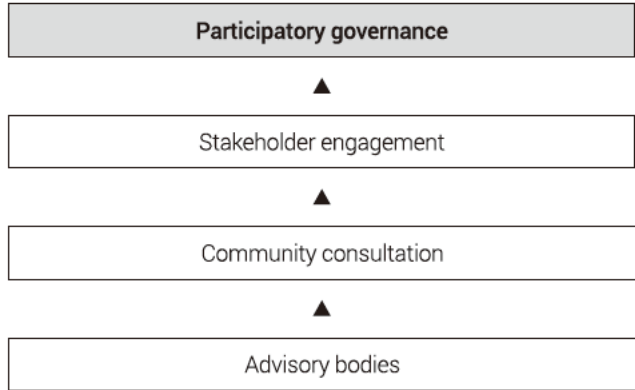 Participatory governance
Stakeholder engagement
Community consultation
Advisory bodies